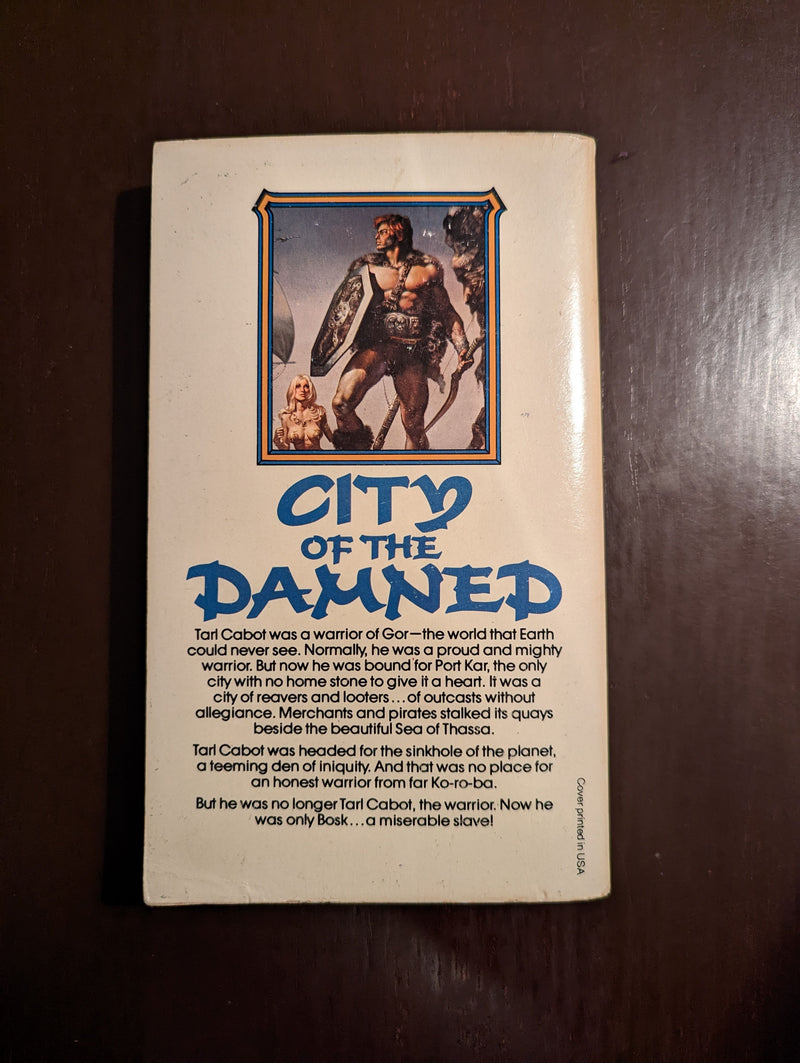 CITY
OF THE
DAMNED
Tarl Cabot was a warrior of Gor—the world that Earth
could never see. Normally, he was a proud and mighty
warrior. But now he was bound for Port Kar, the only
city with no home stone to give it a heart. It was a
city of reavers and looters...of outcasts without
allegiance. Merchants and pirates stalked its quays
beside the beautiful Sea of Thassa.
Tarl Cabot was headed for the sinkhole of the planet,
a teeming den of iniquity. And that was no place for
an honest warrior from far Ko-ro-ba.
But he was no longer Tarl Cabot, the warrior. Now he
was only Bosk...a miserable slave!
Cover printed in USA